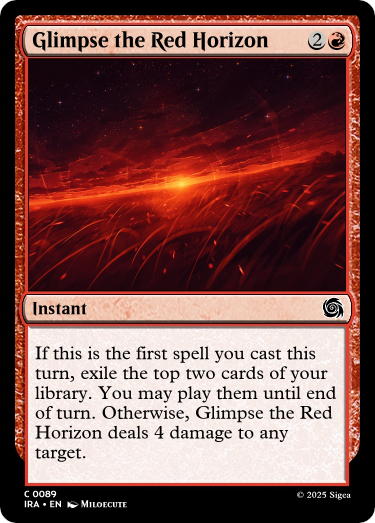 Glimpse the Red Horizon 2
Instant
If this is the first spell you cast this
turn, exile the top two cards of your
library. You may play them until end
of turn. Otherwise, Glimpse the Red
Horizon deals 4 damage to any
target.
C 0089
IRA • EN Miloecute © 2025 Sigea